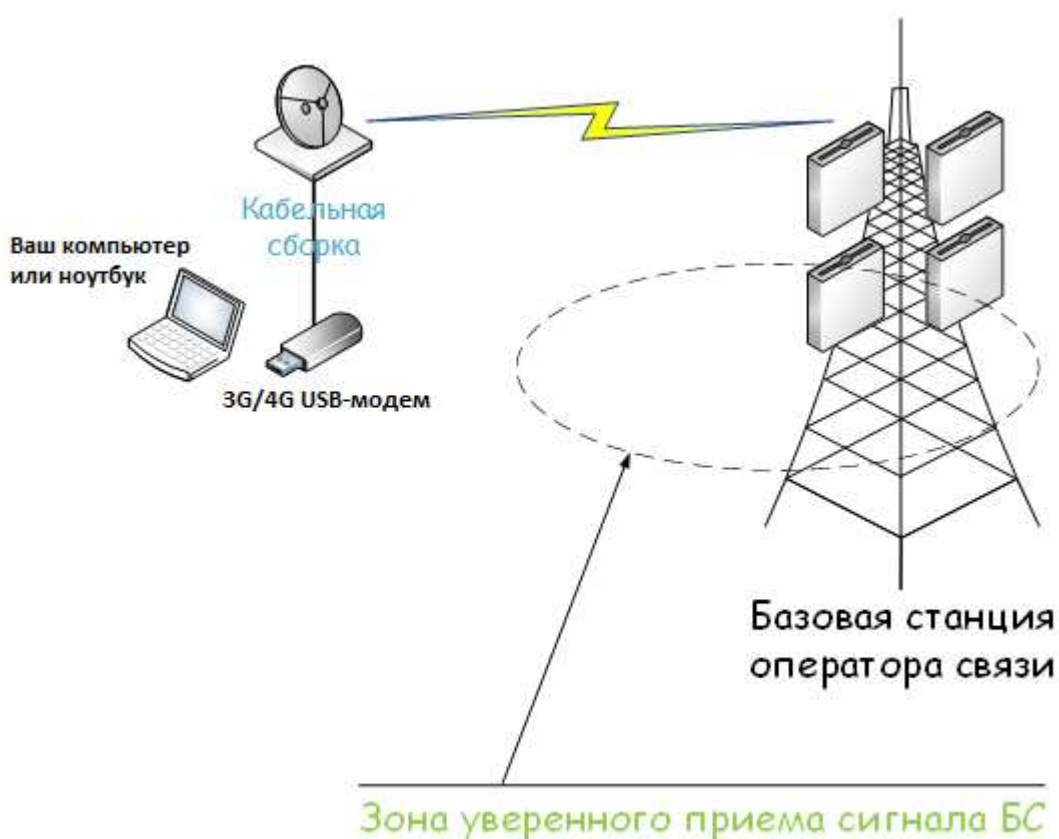 Кабельная
сборка
Ваш компьютер
или ноутбук
3G/4G USB-модем
Базовая станция
оператора связи
Зона уверенного приема сигнала БС